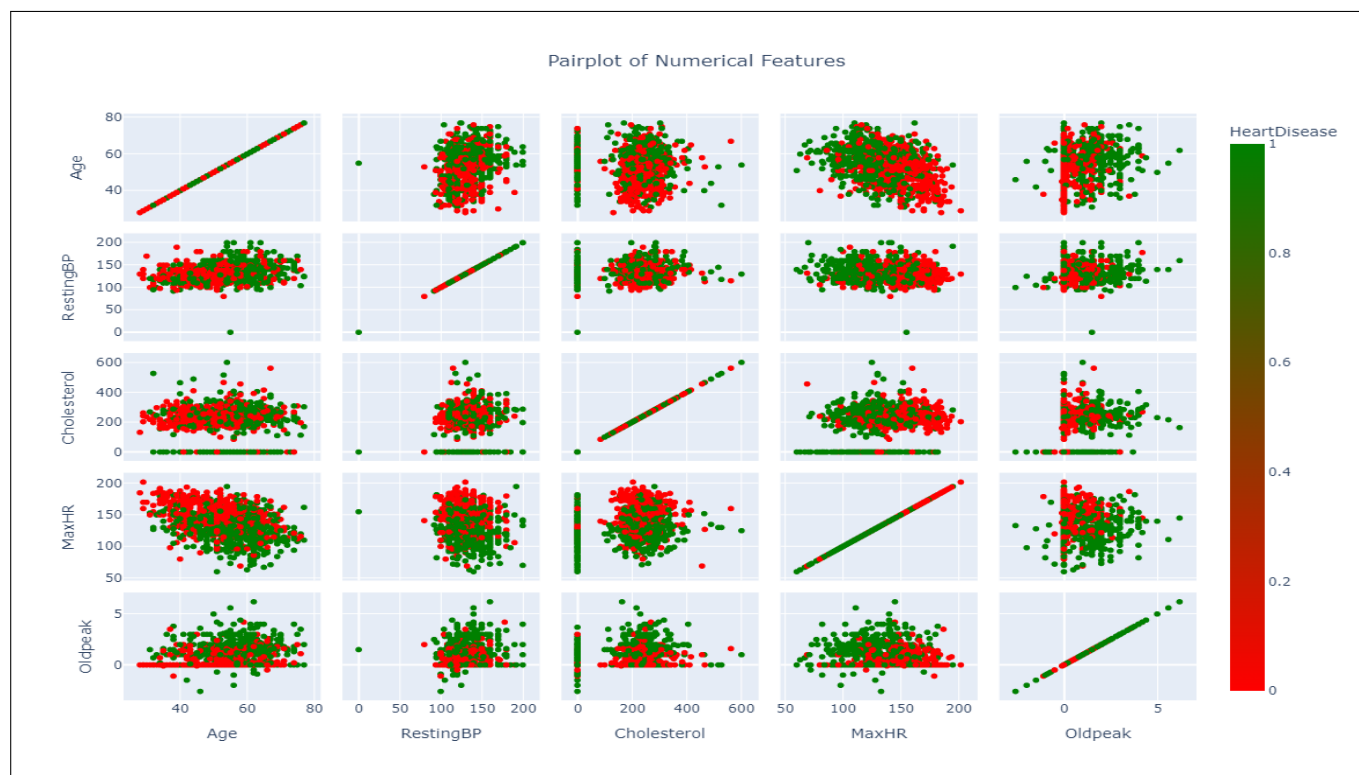 Pairplot of Numerical Features
HeartDisease
1
0.8
0.6
0.4
0.2
0
Age
80
60
40
RestingBP
200
150
100
50
0
Cholesterol
600
400
200
0
MaxHR
200
150
100
50
Oldpeak
5
0
40 60 80 0 50 100 150 200 0 200 400 600 50 100 150 200 0 5
Age RestingBP Cholesterol MaxHR Oldpeak